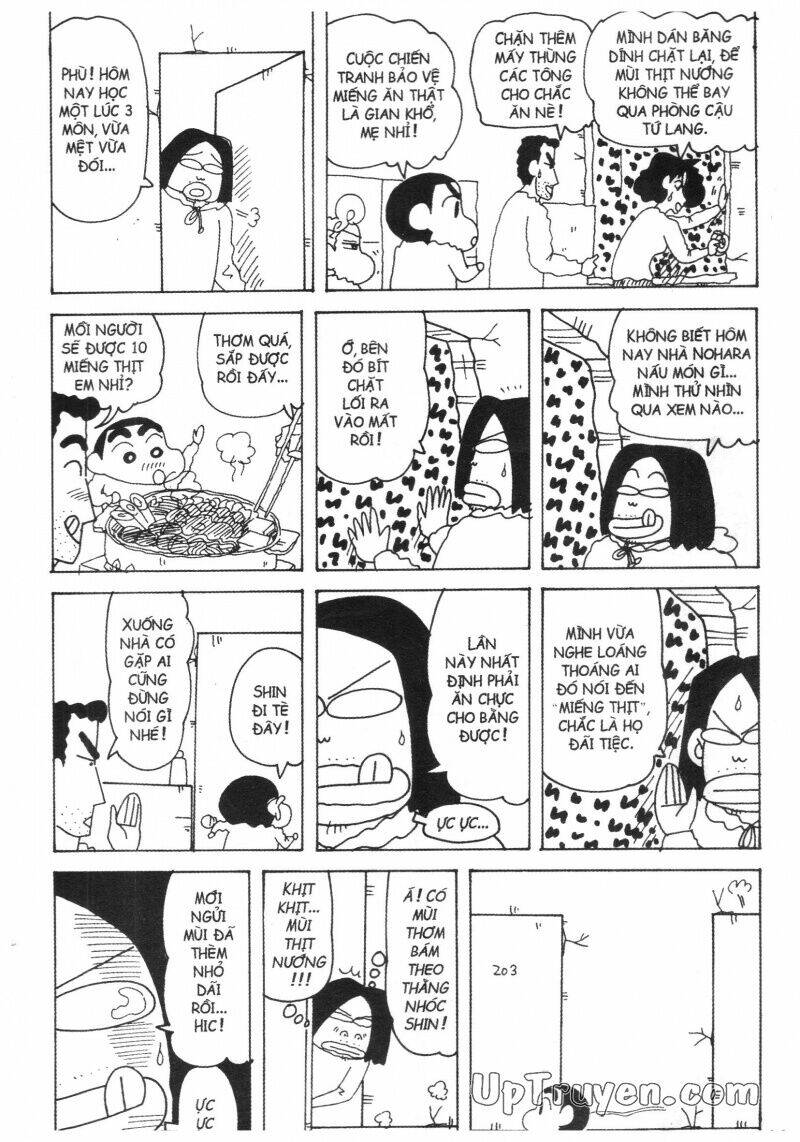 MÌNH DÁN BĂNG
DÍNH CHẶT LẠI, ĐỂ
MÙI THỊT NƯỚNG
KHÔNG THỂ BAY
QUA PHÒNG CẬU
TỨ LANG.
CHẶN THÊM
MẤY THÙNG
CÁC TÔNG
CHO CHẮC
ĂN NÈ!
CUỘC CHIẾN
TRANH BẢO VỆ
MIẾNG ĂN THẬT
LÀ GIAN KHỔ,
MẸ NHỈ!
PHÙ! HÔM
NAY HỌC
MỘT LÚC 3
MÔN, VỪA
MỆT VỪA
ĐÓI...
KHÔNG BIẾT HÔM
NAY NHÀ NOHARA
NẤU MÓN GÌ...
MÌNH THỬ NHÌN
QUA XEM NÀO...
Ớ, BÊN
ĐÓ BÍT
CHẶT
LỐI RA
VÀO MẤT
RỒI!
THƠM QUÁ,
SẮP ĐƯỢC
RỒI ĐẤY...
MỖI NGƯỜI
SẼ ĐƯỢC 10
MIẾNG THỊT
EM NHỈ?
MÌNH VỪA
NGHE LOÁNG
THOÁNG AI
ĐÓ NÓI ĐẾN
"MIẾNG THỊT",
CHẮC LÀ HỌ
ĐÃI TIỆC.
LẦN
NÀY NHẤT
ĐỊNH PHẢI
ĂN CHỰC
CHO BẰNG
ĐƯỢC!
ỰC ỰC...
SHIN
ĐI TÈ
ĐÂY!
XUỐNG
NHÀ CÓ
GẶP AI
CŨNG
ĐỪNG
NÓI GÌ
NHÉ!
203
Á! CÓ
MÙI
THƠM
BÁM
THEO
THẰNG
NHÓC
SHIN!
KHỊT
KHỊT...
MÙI
THỊT
NƯỚNG
!!!
MỚI
NGỬI
MÙI ĐÃ
THÈM
NHỎ
DÃI
RỒI...
HIC!
ỰC
ỰC
UpTruyen.com